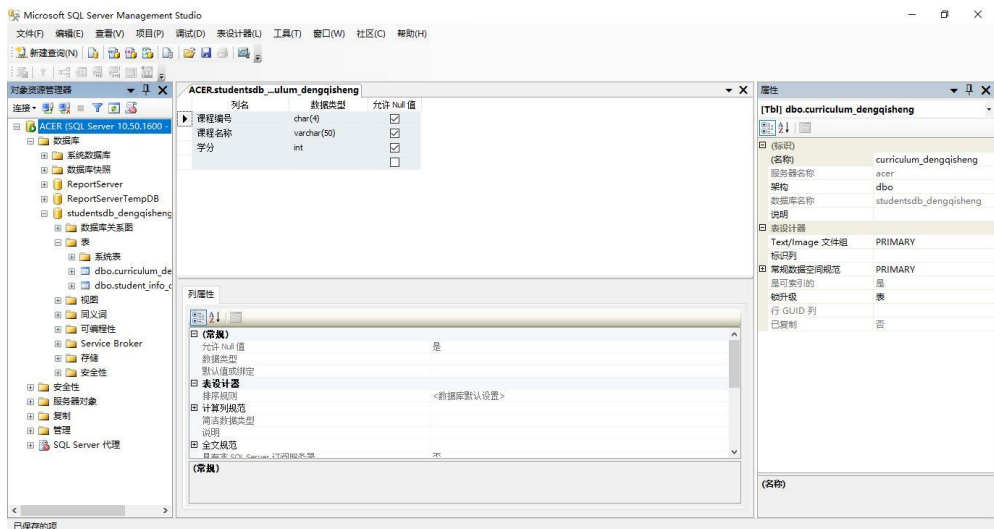 Microsoft SQL Server Management Studio
文件(F) 编辑(E) 查看(V) 项目(P) 调试(D) 表设计器(L) 工具(T) 窗口(W) 社区(C) 帮助(H)
新建查询(N)
对象资源管理器
连接
ACER (SQL Server 10.50.1600 -
数据库
系统数据库
数据库快照
ReportServer
ReportServerTempDB
studentsdb_dengqisheng
数据库关系图
表
系统表
dbo.curriculum_de
dbo.student_info_c
视图
同义词
可编程性
Service Broker
存储
安全性
安全性
服务器对象
复制
管理
SQL Server 代理
ACER.studentsdb_...ulum_dengqisheng
列名 数据类型 允许 Null 值
课程编号 char(4)
课程名称 varchar(50)
学分 int
列属性
(常规)
允许 Null 值 是
数据类型
默认值或绑定
表设计器
排序规则 <数据库默认设置>
计算列规范
简洁数据类型
说明
全文规范
具有非 SQL Server 订阅服务器 否
(常规)
属性
[Tbl] dbo.curriculum_dengqisheng
(标识)
(名称) curriculum_dengqisheng
服务器名称 acer
架构 dbo
数据库名称 studentsdb_dengqisheng
说明
表设计器
Text/Image 文件组 PRIMARY
标识列
常规数据空间规范 PRIMARY
是可索引的 是
锁升级 表
行 GUID 列
已复制 否
(名称)
已保存的项